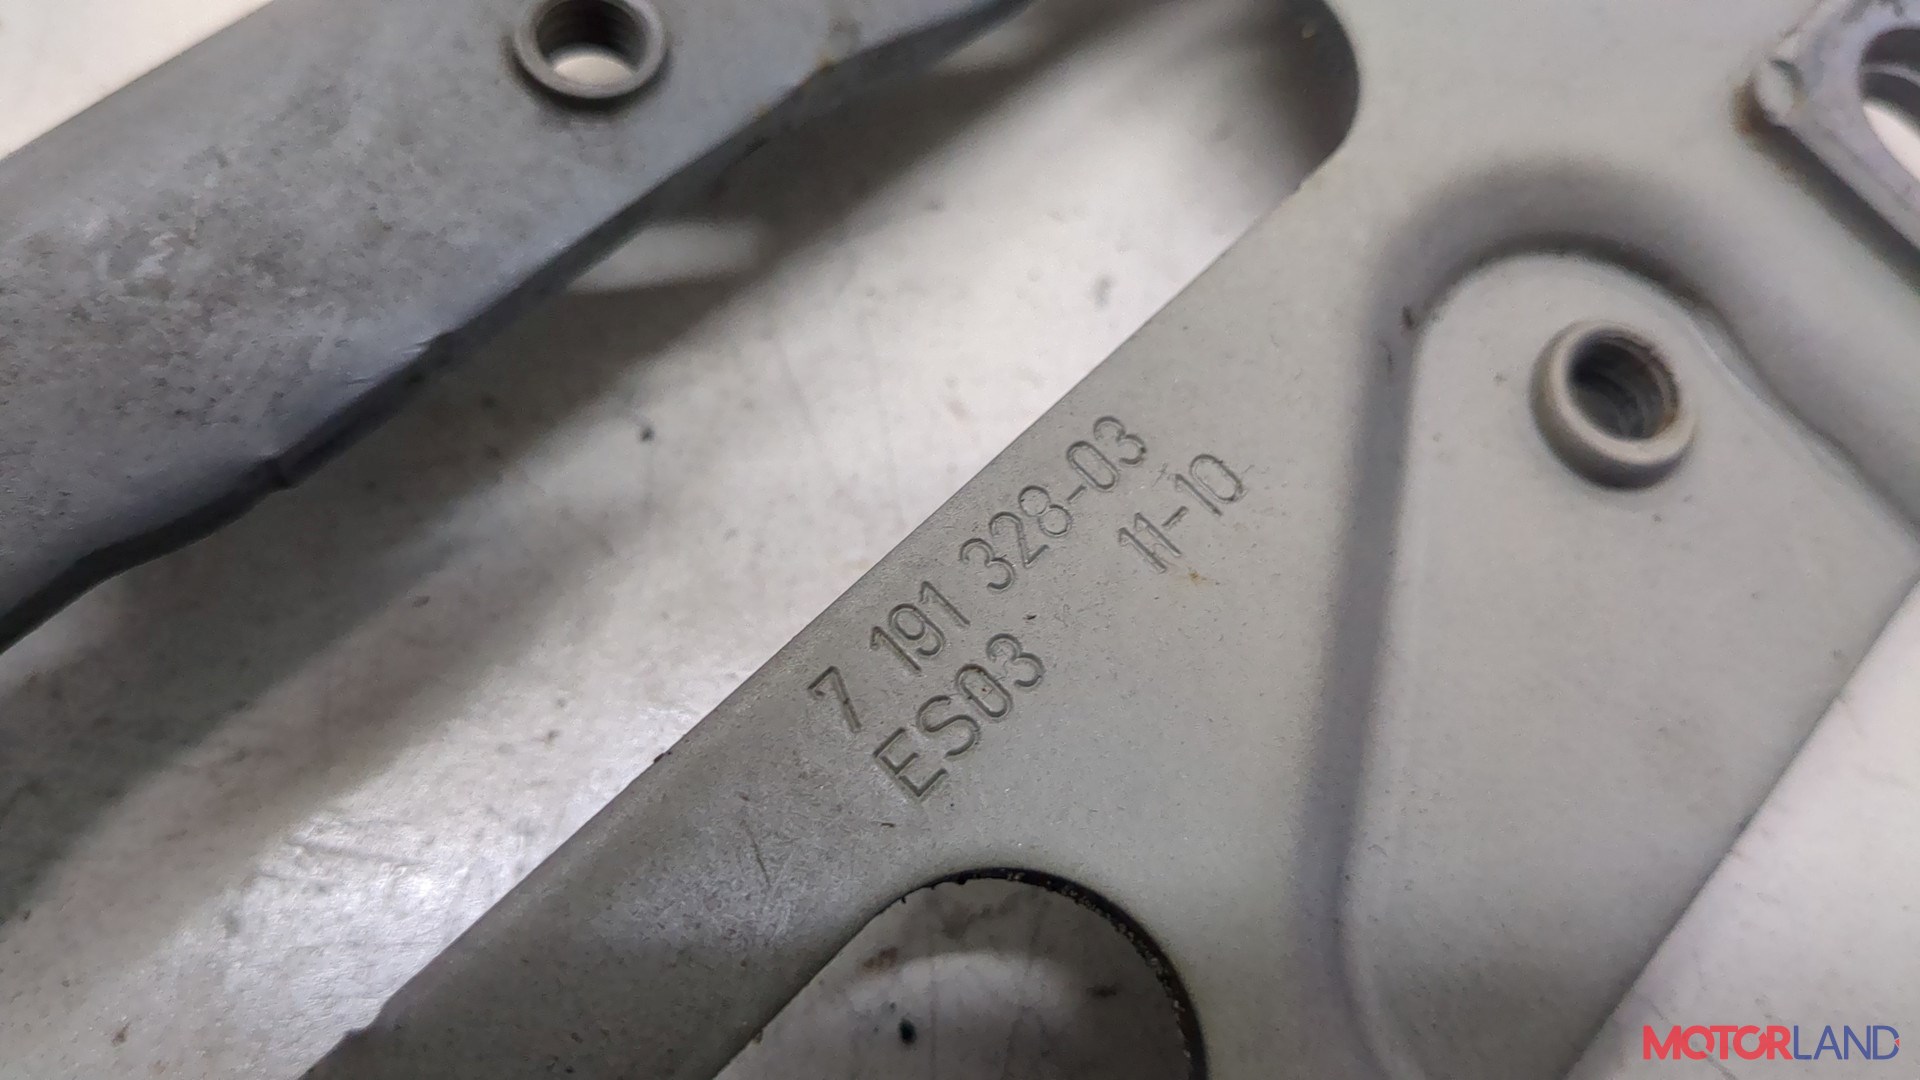 7 191 328-03
11-10
ES03
MOTORLAND